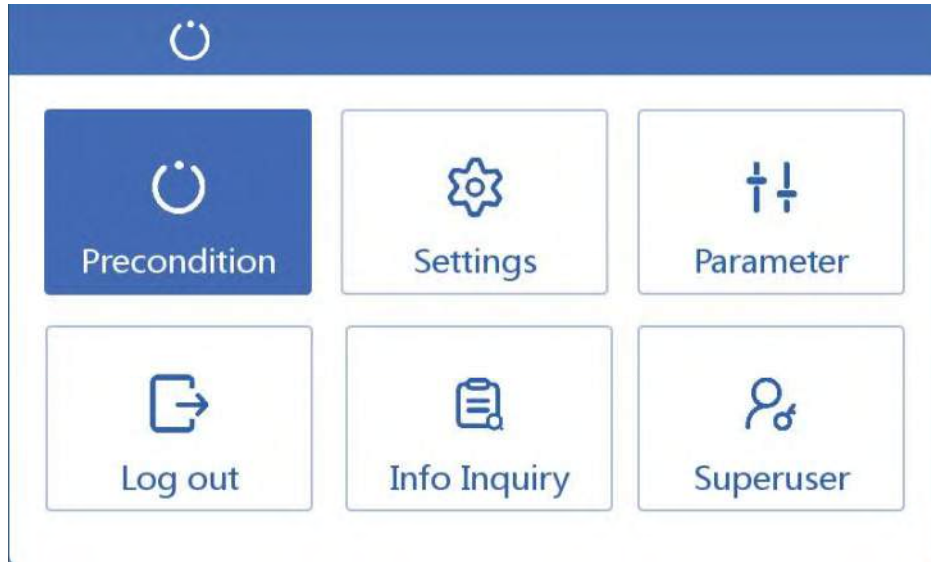 Precondition
Settings
Parameter
Log out
Info Inquiry
Superuser